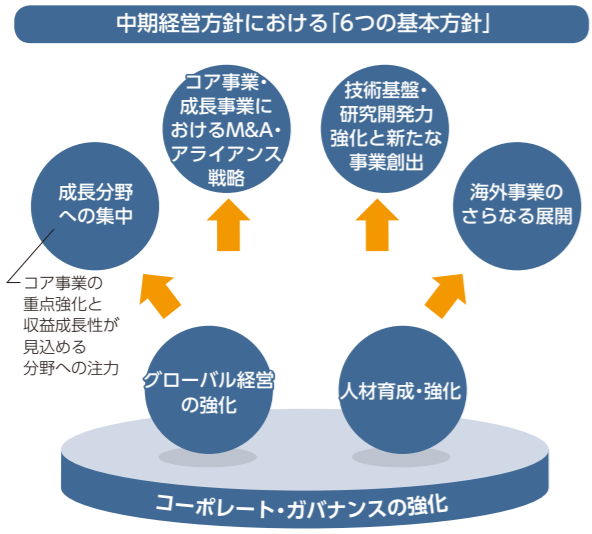 中期経営方針における「6つの基本方針」
コア事業・
成長事業に
おけるM&A・
アライアンス
戦略
技術基盤・
研究開発力
強化と新たな
事業創出
成長分野
への集中
海外事業の
さらなる展開
コア事業の
重点強化と
収益成長性が
見込める
分野への注力
グローバル経営
の強化
人材育成・強化
コーポレート・ガバナンスの強化